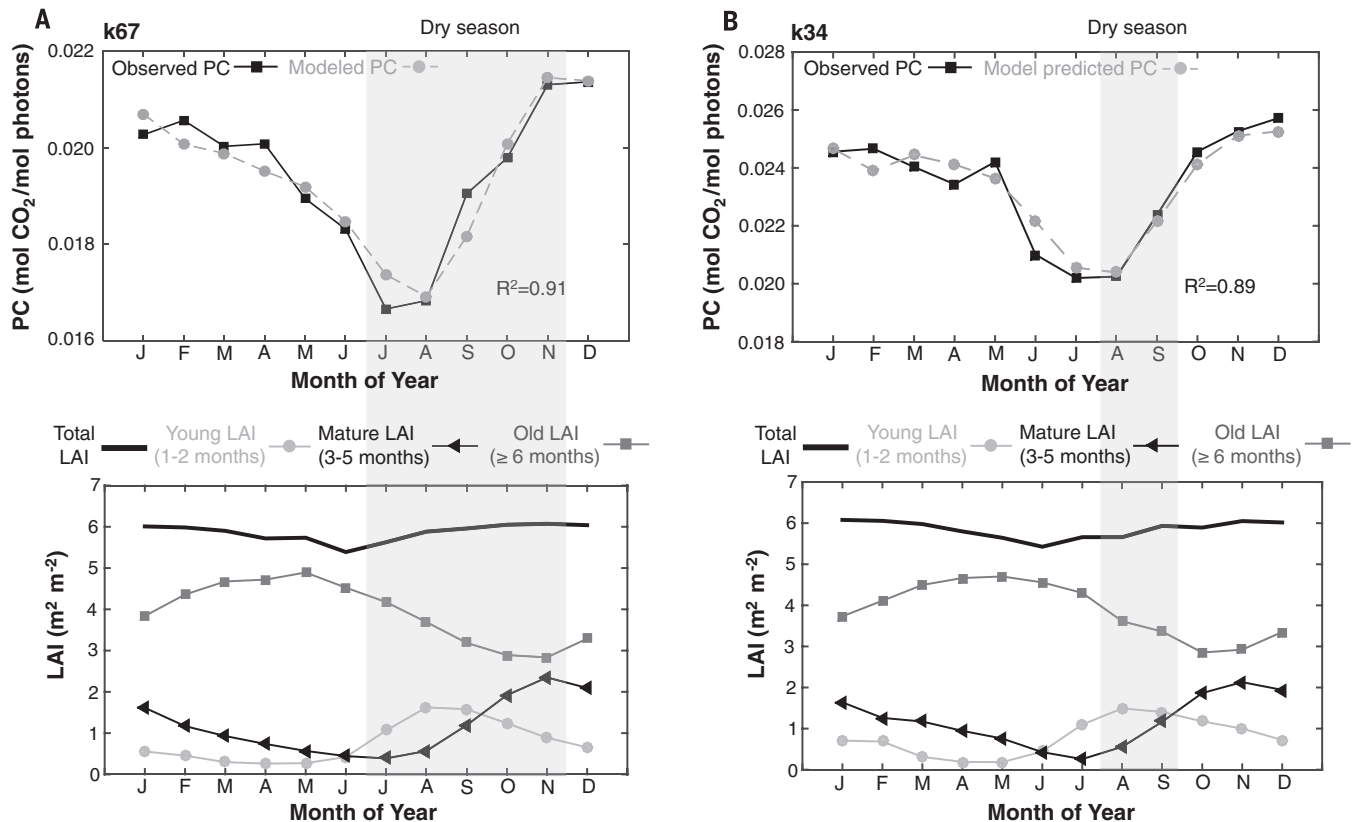 A
k67
Dry season
PC (mol CO2/mol photons)
0.022
0.020
0.018
0.016
Observed PC
Modeled PC
R2=0.91
J F M A M J J A S O N D
Month of Year
Total LAI
Young LAI (1-2 months)
Mature LAI (3-5 months)
Old LAI (≥ 6 months)
LAI (m2 m-2)
7
6
5
4
3
2
1
0
J F M A M J J A S O N D
Month of Year
B
k34
Dry season
PC (mol CO2/mol photons)
0.028
0.026
0.024
0.022
0.020
0.018
Observed PC
Model predicted PC
R2=0.89
J F M A M J J A S O N D
Month of Year
Total LAI
Young LAI (1-2 months)
Mature LAI (3-5 months)
Old LAI (≥ 6 months)
LAI (m2 m-2)
7
6
5
4
3
2
1
0
J F M A M J J A S O N D
Month of Year